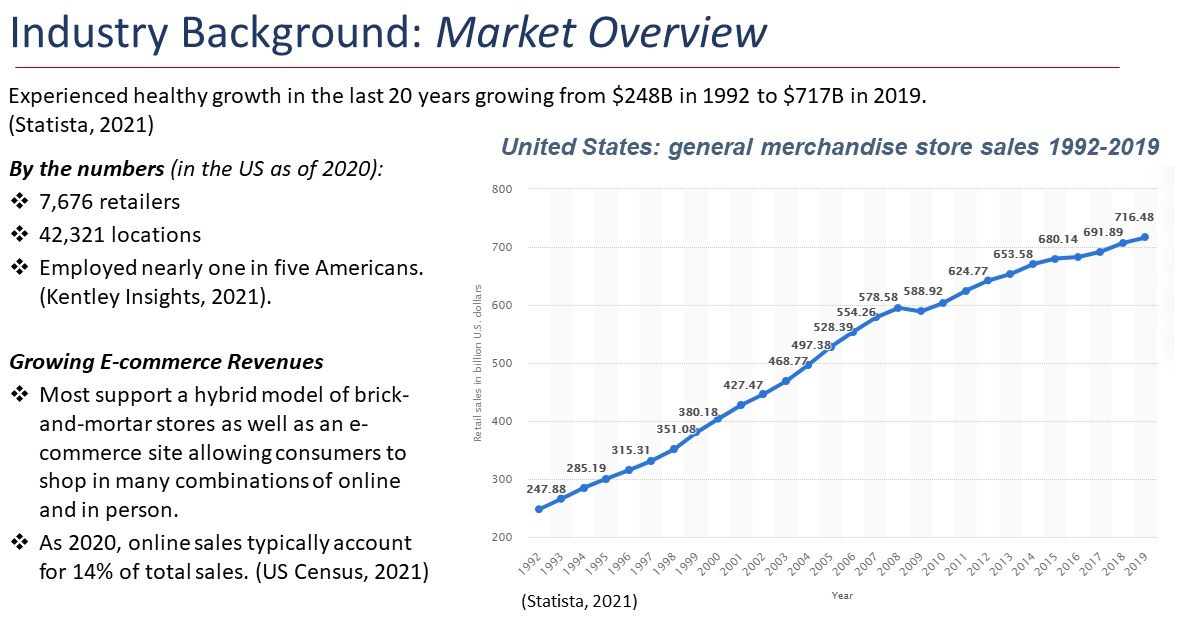 Industry Background: Market Overview
Experienced healthy growth in the last 20 years growing from $248B in 1992 to $717B in 2019.
(Statista, 2021)
By the numbers (in the US as of 2020):
❖ 7,676 retailers
❖ 42,321 locations
❖ Employed nearly one in five Americans.
(Kentley Insights, 2021).
Growing E-commerce Revenues
❖ Most support a hybrid model of brick-
and-mortar stores as well as an e-
commerce site allowing consumers to
shop in many combinations of online
and in person.
❖ As 2020, online sales typically account
for 14% of total sales. (US Census, 2021)
United States: general merchandise store sales 1992-2019
Retail sales in billion U.S. dollars
800
700
600
500
400
300
200
247.88
285.19
315.31
351.08
380.18
427.47
468.77
497.38
528.39
554.26
578.58
588.92
624.77
653.58
680.14
691.89
716.48
1992
1993
1994
1995
1996
1997
1998
1999
2000
2001
2002
2003
2004
2005
2006
2007
2008
2009
2010
2011
2012
2013
2014
2015
2016
2017
2018
2019
Year
(Statista, 2021)